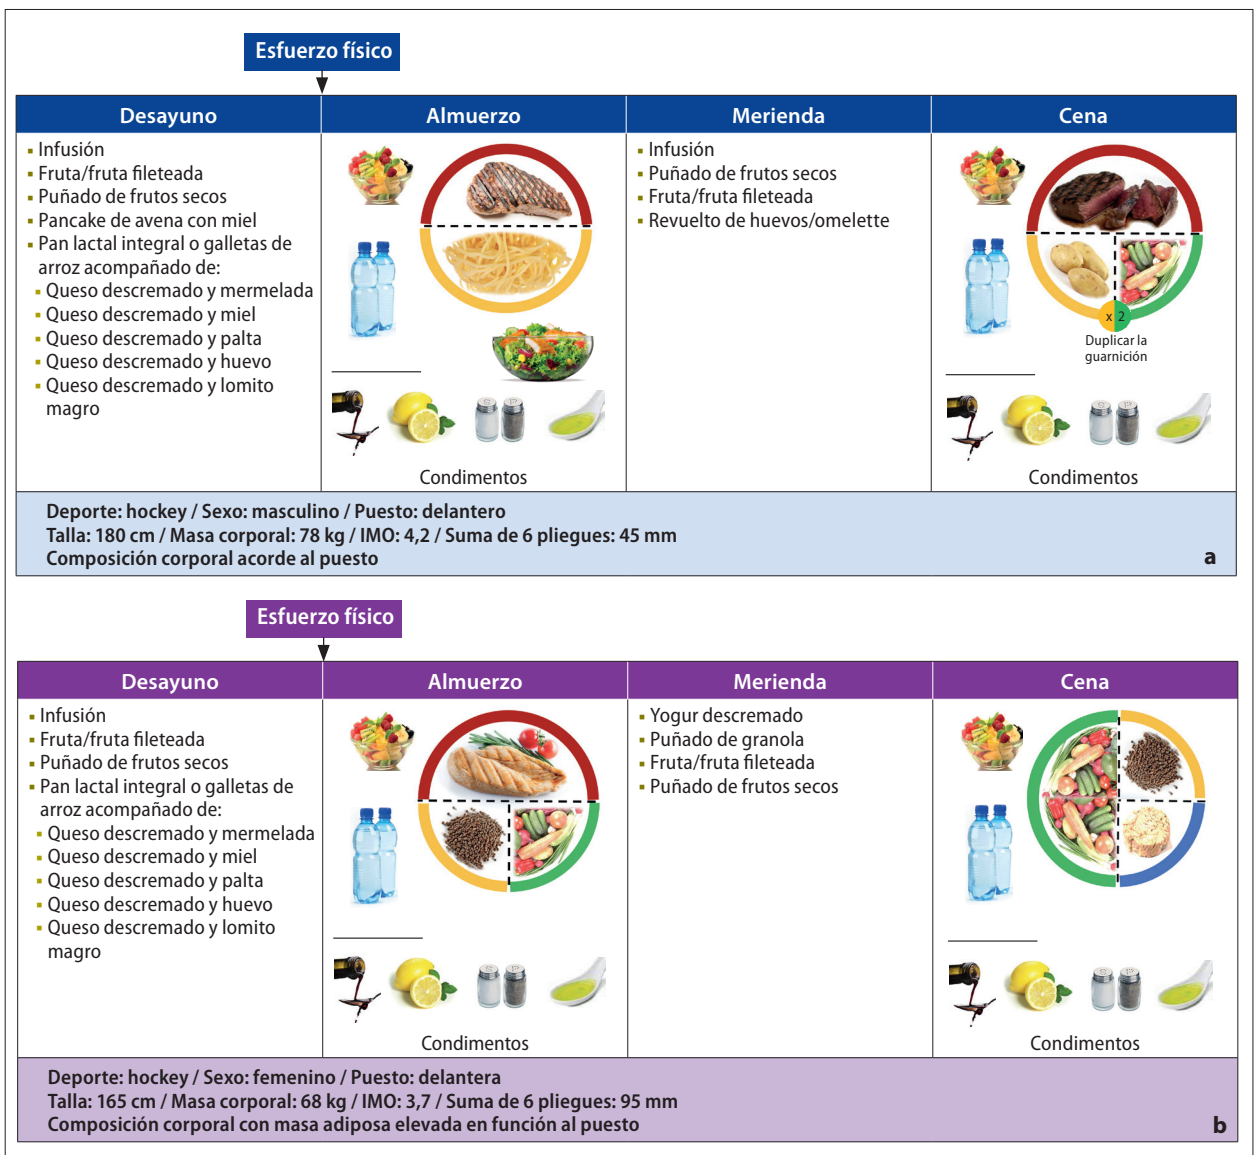 Esfuerzo físico
Desayuno
Almuerzo
Merienda
Cena
Infusión
Fruta/fruta fileteada
Puñado de frutos secos
Pancake de avena con miel
Pan lactal integral o galletas de
arroz acompañado de:
Queso descremado y mermelada
Queso descremado y miel
Queso descremado y palta
Queso descremado y huevo
Queso descremado y lomito
magro
Condimentos
Infusión
Puñado de frutos secos
Fruta/fruta fileteada
Revuelto de huevos/omelette
x 2
Duplicar la
guarnición
Condimentos
Deporte: hockey / Sexo: masculino / Puesto: delantero
Talla: 180 cm / Masa corporal: 78 kg / IMO: 4,2 / Suma de 6 pliegues: 45 mm
Composición corporal acorde al puesto
a
Esfuerzo físico
Desayuno
Almuerzo
Merienda
Cena
Infusión
Fruta/fruta fileteada
Puñado de frutos secos
Pan lactal integral o galletas de
arroz acompañado de:
Queso descremado y mermelada
Queso descremado y miel
Queso descremado y palta
Queso descremado y huevo
Queso descremado y lomito
magro
Condimentos
Yogur descremado
Puñado de granola
Fruta/fruta fileteada
Puñado de frutos secos
Condimentos
Deporte: hockey / Sexo: femenino / Puesto: delantera
Talla: 165 cm / Masa corporal: 68 kg / IMO: 3,7 / Suma de 6 pliegues: 95 mm
Composición corporal con masa adiposa elevada en función al puesto
b